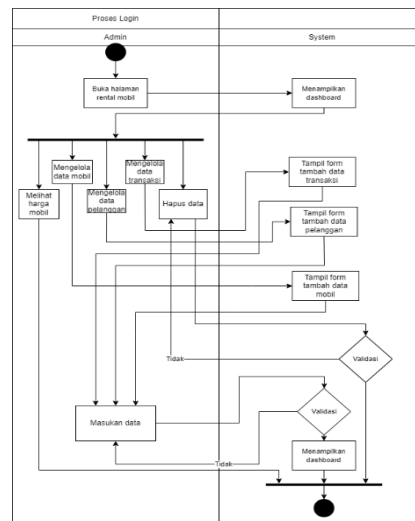 Proses Login
Admin
System
Buka halaman
rental mobil
Menampilkan
dashboard
Mengelola
data mobil
Mengelola
data
transaksi
Melihat
harga
mobil
Mengelola
data
pelanggan
Hapus data
Tampil form
tambah data
transaksi
Tampil form
tambah data
pelanggan
Tampil form
tambah data
mobil
Tidak
Validasi
Masukan data
Validasi
Tidak
Menampilkan
dashboard